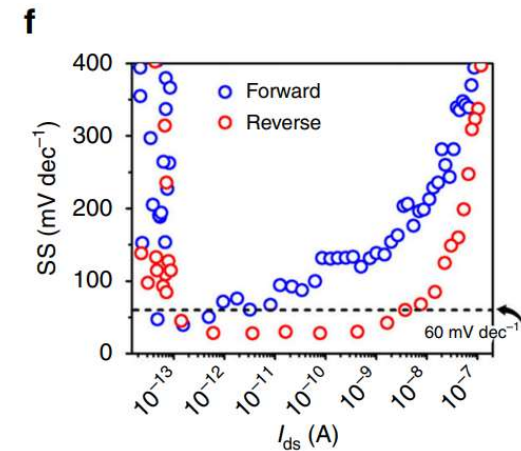 f
400
300
200
100
0
SS (mV dec⁻¹)
Forward
Reverse
60 mV dec⁻¹
10⁻¹³
10⁻¹²
10⁻¹¹
10⁻¹⁰
10⁻⁹
10⁻⁸
10⁻⁷
I_ds (A)